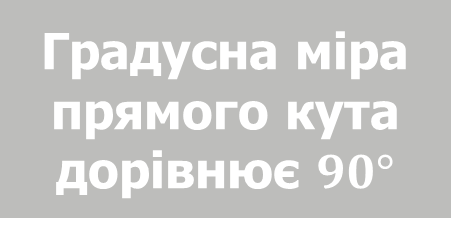 Градусна міра
прямого кута
дорівнює 90°